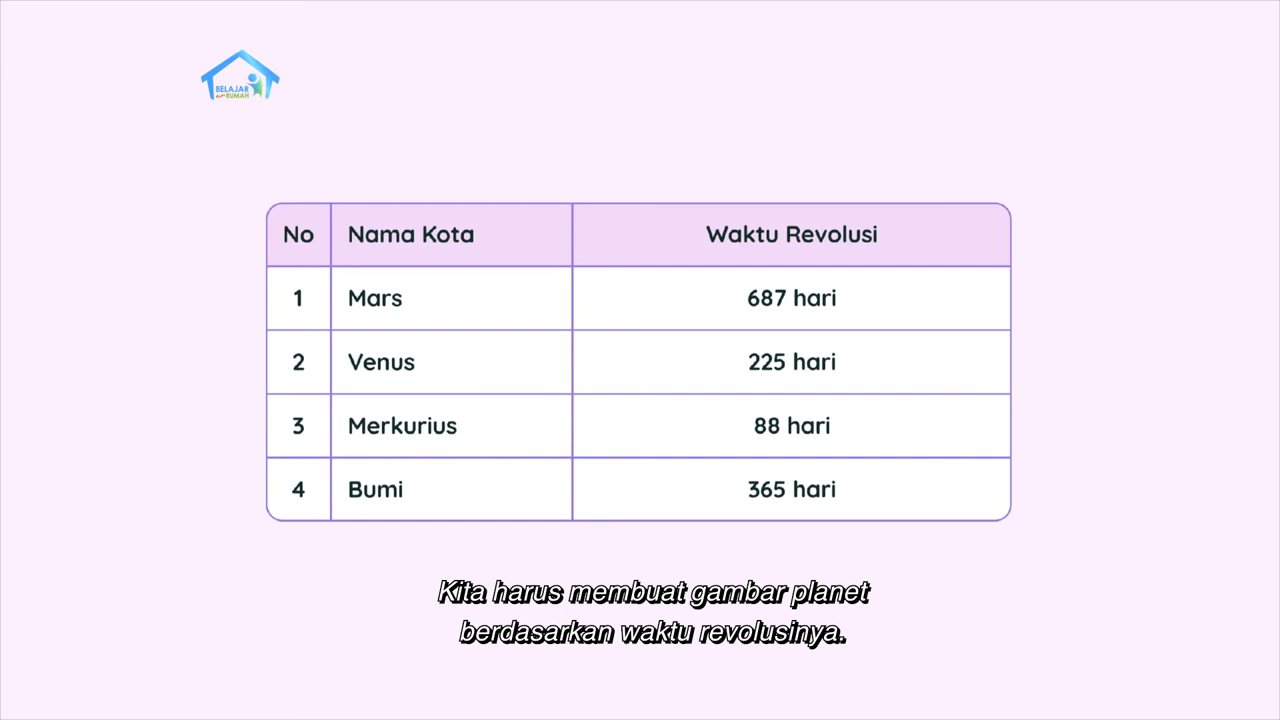 BELAJAR
dari RUMAH
No Nama Kota Waktu Revolusi
1 Mars 687 hari
2 Venus 225 hari
3 Merkurius 88 hari
4 Bumi 365 hari
Kita harus membuat gambar planet
berdasarkan waktu revolusinya.